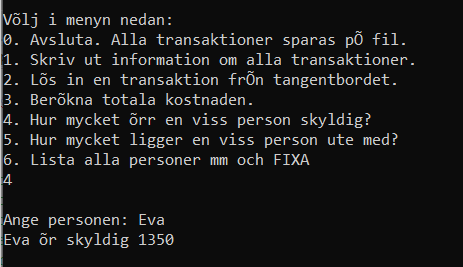 Võlj i menyn nedan:
0. Avsluta. Alla transaktioner sparas pÕ fil.
1. Skriv ut information om alla transaktioner.
2. Lõs in en transaktion frÕn tangentbordet.
3. Berõkna totala kostnaden.
4. Hur mycket õrr en viss person skyldig?
5. Hur mycket ligger en viss person ute med?
6. Lista alla personer mm och FIXA
4
Ange personen: Eva
Eva õr skyldig 1350